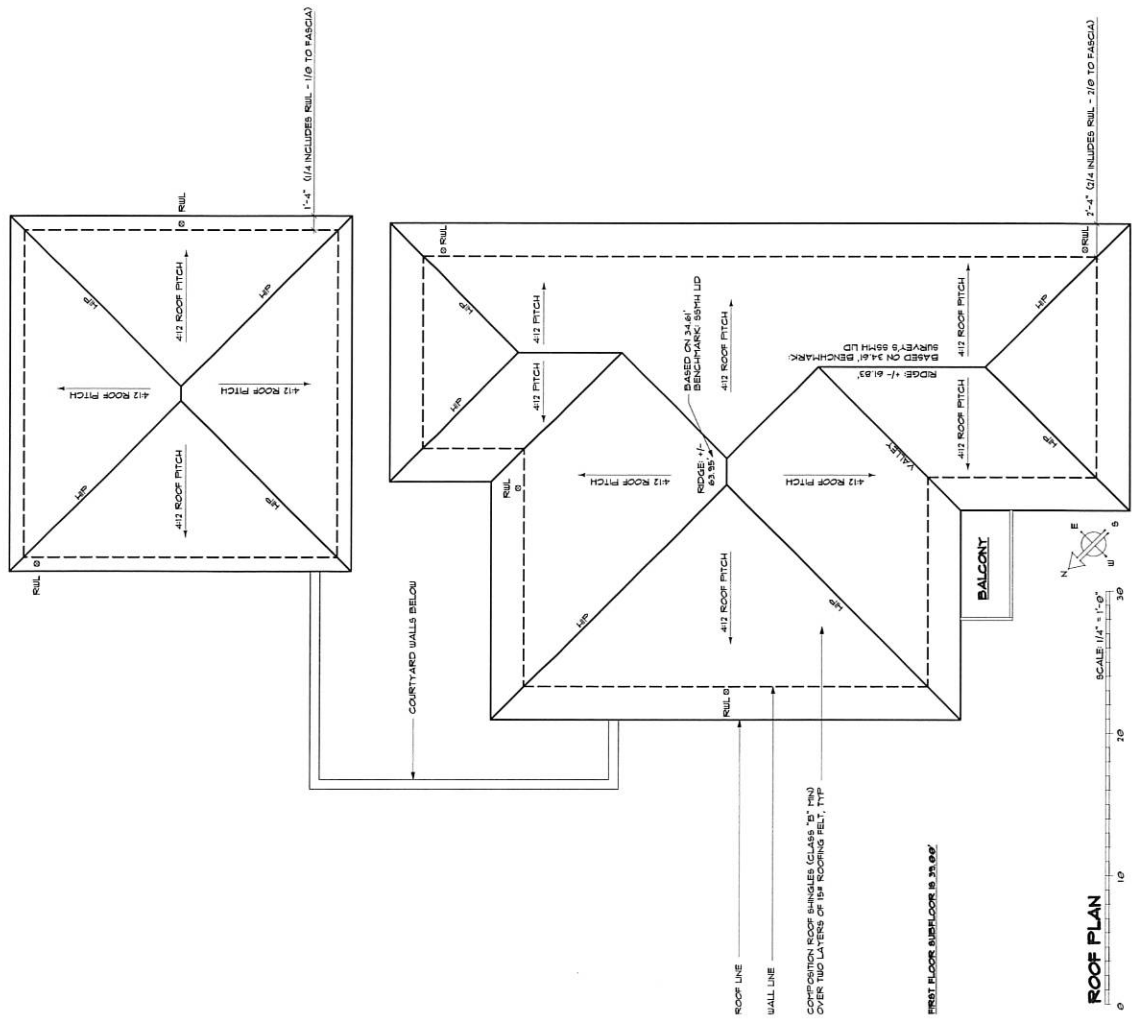 1'-4" (1/4 INCLUDES RWL - 1/0 TO FASCIA)
RWL
HIP
HIP
4:12 ROOF PITCH
4:12 ROOF PITCH
4:12 ROOF PITCH
4:12 ROOF PITCH
HIP
HIP
RWL
COURTYARD WALLS BELOW
2'-4" (2/4 INLUDES RWL - 2/0 TO FASCIA)
RWL
RWL
HIP
4:12 PITCH
4:12 PITCH
HIP
RWL
BASED ON 34.61'
BENCHMARK: SSMH LID
4:12 ROOF PITCH
RIDGE: +/-
63.95'
4:12 ROOF PITCH
4:12 ROOF PITCH
RIDGE: +/- 61.83'
BASED ON 34.61' BENCHMARK:
SURVEY'S SSMH LID
4:12 ROOF PITCH
4:12 ROOF PITCH
HIP
HIP
VALLEY
HIP
4:12 ROOF PITCH
HIP
RWL
BALCONY
N
E
S
W
ROOF LINE
WALL LINE
COMPOSITION ROOF SHINGLES (CLASS "B" MIN)
OVER TWO LAYERS OF 15# ROOFING FELT, TYP
FIRST FLOOR SUBFLOOR IS 39.00'
ROOF PLAN
SCALE: 1/4" = 1'-0"
0
10
20
30